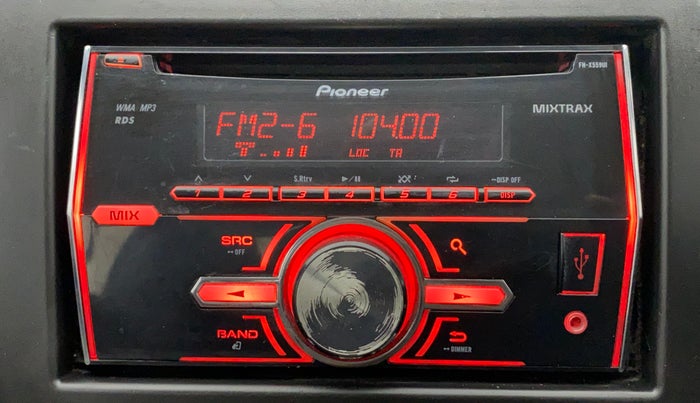 FH-X559UI
Pioneer
WMA MP3
RDS
MIXTRAX
FM2-6 104.00
LOC TA
S.Rtrv
DISP OFF
1 2 3 4 5 6 DISP
MIX
SRC
OFF
BAND
DIMMER